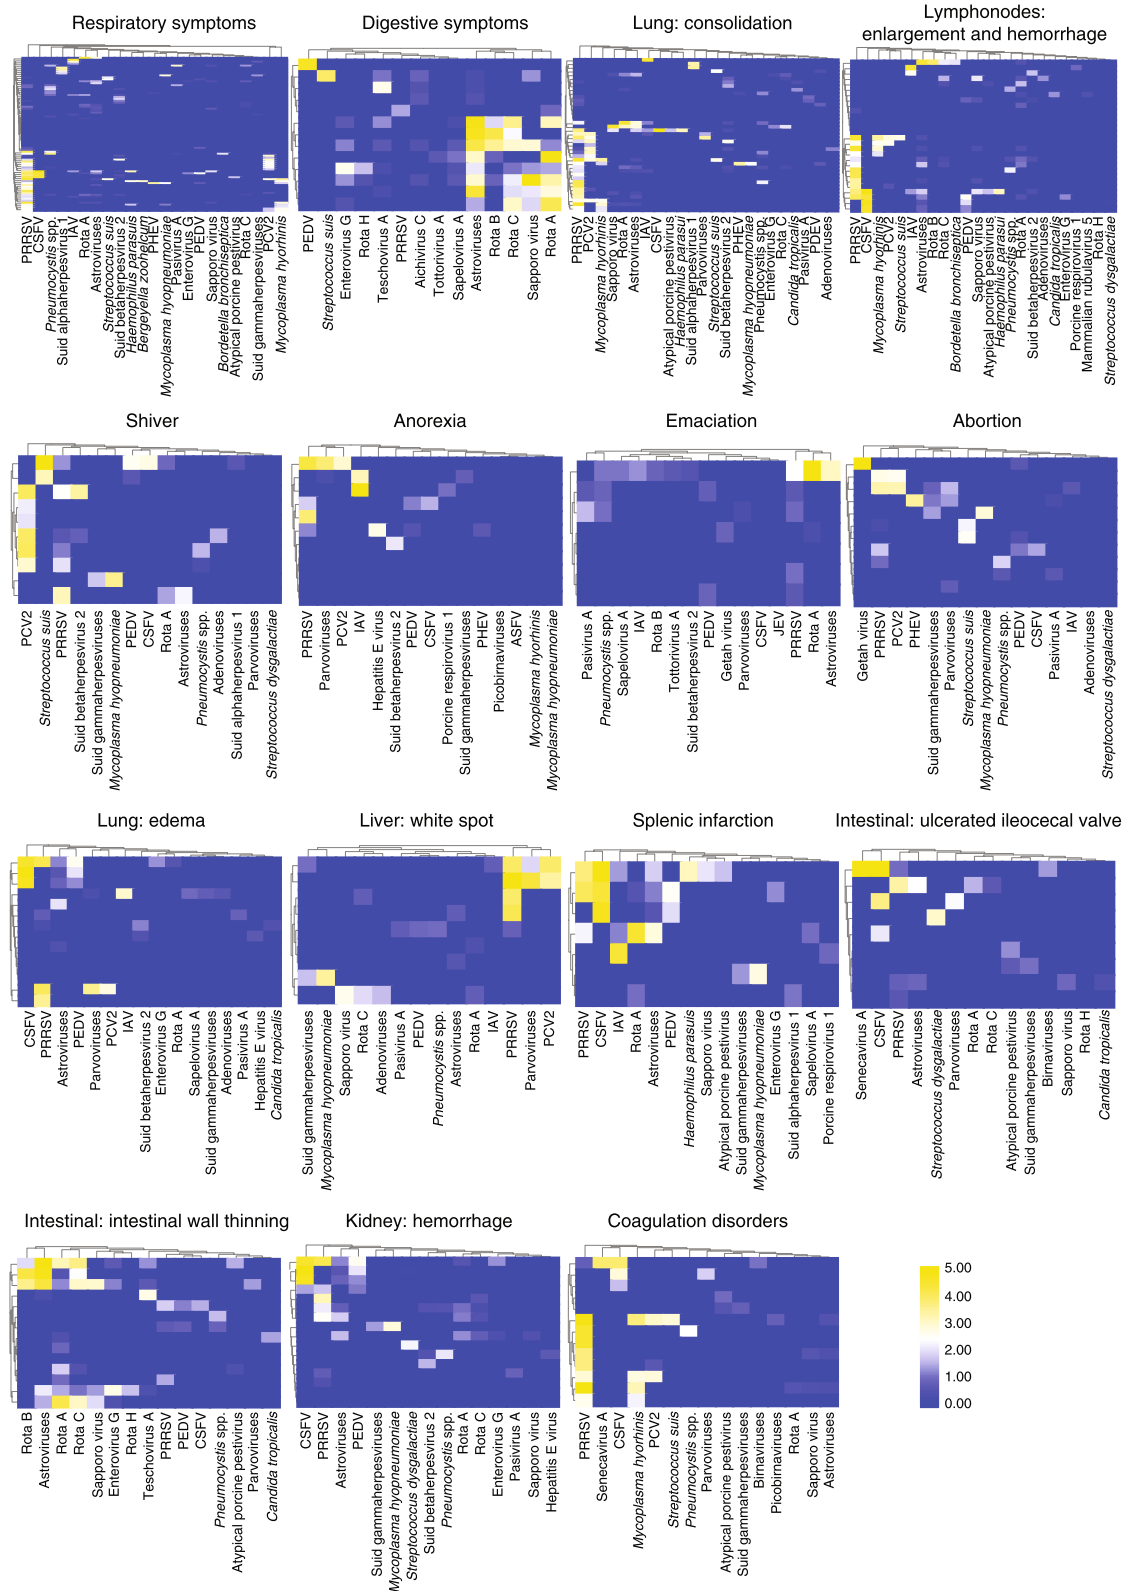 Respiratory symptoms
Digestive symptoms
Lung: consolidation
Lymphonodes:
enlargement and hemorrhage
PRRSV
CSFV
Pneumocystis spp.
Suid alphaherpesvirus 1
IAV
Rota A
Astroviruses
Streptococcus suis
Suid betaherpesvirus 2
Haemophilus parasuis
Bergeyella zoohelcum
PHEV
Mycoplasma hyopneumoniae
Pasivirus A
Enterovirus G
PEDV
Sapporo virus
Bordetella bronchiseptica
Atypical porcine pestivirus
Rota C
Suid gammaherpesviruses
PCV2
Mycoplasma hyorhinis
PEDV
Streptococcus suis
Enterovirus G
Rota H
Teschovirus A
PRRSV
Aichivirus C
Tottorivirus A
Sapelovirus A
Astroviruses
Rota B
Rota C
Sapporo virus
Rota A
PRRSV
PCV2
Mycoplasma hyorhinis
Sapporo virus
Rota A
Astroviruses
IAV
CSFV
Atypical porcine pestivirus
Haemophilus parasui
Suid alphaherpesvirus 1
Parvoviruses
Streptococcus suis
Suid betaherpesvirus 2
PHEV
Mycoplasma hyopneumoniae
Pneumocystis spp.
Enterovirus G
Rota C
Candida tropicalis
Pasivirus A
PDEV
Adenoviruses
PRRSV
CSFV
Mycoplasma hyorhinis
PCV2
Streptococcus suis
IAV
Astroviruses
Rota B
Rota C
Bordetella bronchiseptica
PEDV
Sapporo virus
Atypical porcine pestivirus
Haemophilus parasui
Pneumocystis spp.
Rota A
Suid betaherpesvirus 2
Adenoviruses
Candida tropicalis
Enterovirus G
Porcine respirovirus 1
Mammalian rubulavirus 5
Rota H
Streptococcus dysgalactiae
Shiver
Anorexia
Emaciation
Abortion
PCV2
Streptococcus suis
PRRSV
Suid betaherpesvirus 2
Suid gammaherpesviruses
Mycoplasma hyopneumoniae
PEDV
CSFV
Rota A
Astroviruses
Pneumocystis spp.
Adenoviruses
Suid alphaherpesvirus 1
Parvoviruses
Streptococcus dysgalactiae
PRRSV
Parvoviruses
PCV2
IAV
Hepatitis E virus
Suid betaherpesvirus 2
PEDV
CSFV
Porcine respirovirus 1
Suid gammaherpesviruses
PHEV
Picobirnaviruses
ASFV
Mycoplasma hyorhinis
Mycoplasma hyopneumoniae
Pasivirus A
Pneumocystis spp.
Sapelovirus A
IAV
Rota B
Tottorivirus A
Suid betaherpesvirus 2
PEDV
Getah virus
Parvoviruses
CSFV
JEV
PRRSV
Rota A
Astroviruses
Getah virus
PRRSV
PCV2
PHEV
Suid gammaherpesviruses
Parvoviruses
Streptococcus suis
Mycoplasma hyopneumoniae
Pneumocystis spp.
PEDV
CSFV
Pasivirus A
IAV
Adenoviruses
Streptococcus dysgalactiae
Lung: edema
Liver: white spot
Splenic infarction
Intestinal: ulcerated ileocecal valve
CSFV
PRRSV
Astroviruses
PEDV
Parvoviruses
PCV2
IAV
Suid betaherpesvirus 2
Enterovirus G
Rota A
Sapelovirus A
Suid gammaherpesviruses
Adenoviruses
Pasivirus A
Hepatitis E virus
Candida tropicalis
Suid gammaherpesviruses
Mycoplasma hyopneumoniae
Sapporo virus
Rota C
Adenoviruses
Pasivirus A
PEDV
Pneumocystis spp.
Astroviruses
Rota A
IAV
PRRSV
Parvoviruses
PCV2
PRRSV
CSFV
IAV
Rota A
Astroviruses
PEDV
Haemophilus parasuis
Sapporo virus
Atypical porcine pestivirus
Suid gammaherpesviruses
Mycoplasma hyopneumoniae
Enterovirus G
Suid alphaherpesvirus 1
Sapelovirus A
Porcine respirovirus 1
Senecavirus A
CSFV
PRRSV
Astroviruses
Streptococcus dysgalactiae
Parvoviruses
Rota A
Rota C
Atypical porcine pestivirus
Suid gammaherpesviruses
Birnaviruses
Sapporo virus
Rota H
Candida tropicalis
Intestinal: intestinal wall thinning
Kidney: hemorrhage
Coagulation disorders
Rota B
Astroviruses
Rota A
Rota C
Sapporo virus
Enterovirus G
Rota H
Teschovirus A
PRRSV
PEDV
CSFV
Pneumocystis spp.
Atypical porcine pestivirus
Parvoviruses
Candida tropicalis
CSFV
PRRSV
Astroviruses
PEDV
Suid gammaherpesviruses
Mycoplasma hyopneumoniae
Streptococcus dysgalactiae
Suid betaherpesvirus 2
Pneumocystis spp.
Rota A
Rota C
Enterovirus G
Pasivirus A
Sapporo virus
Hepatitis E virus
PRRSV
Senecavirus A
CSFV
Mycoplasma hyorhinis
PCV2
Streptococcus suis
Pneumocystis spp.
Parvoviruses
Atypical porcine pestivirus
Suid gammaherpesviruses
Birnaviruses
Picobirnaviruses
Rota A
Sapporo virus
Astroviruses
5.00
4.00
3.00
2.00
1.00
0.00